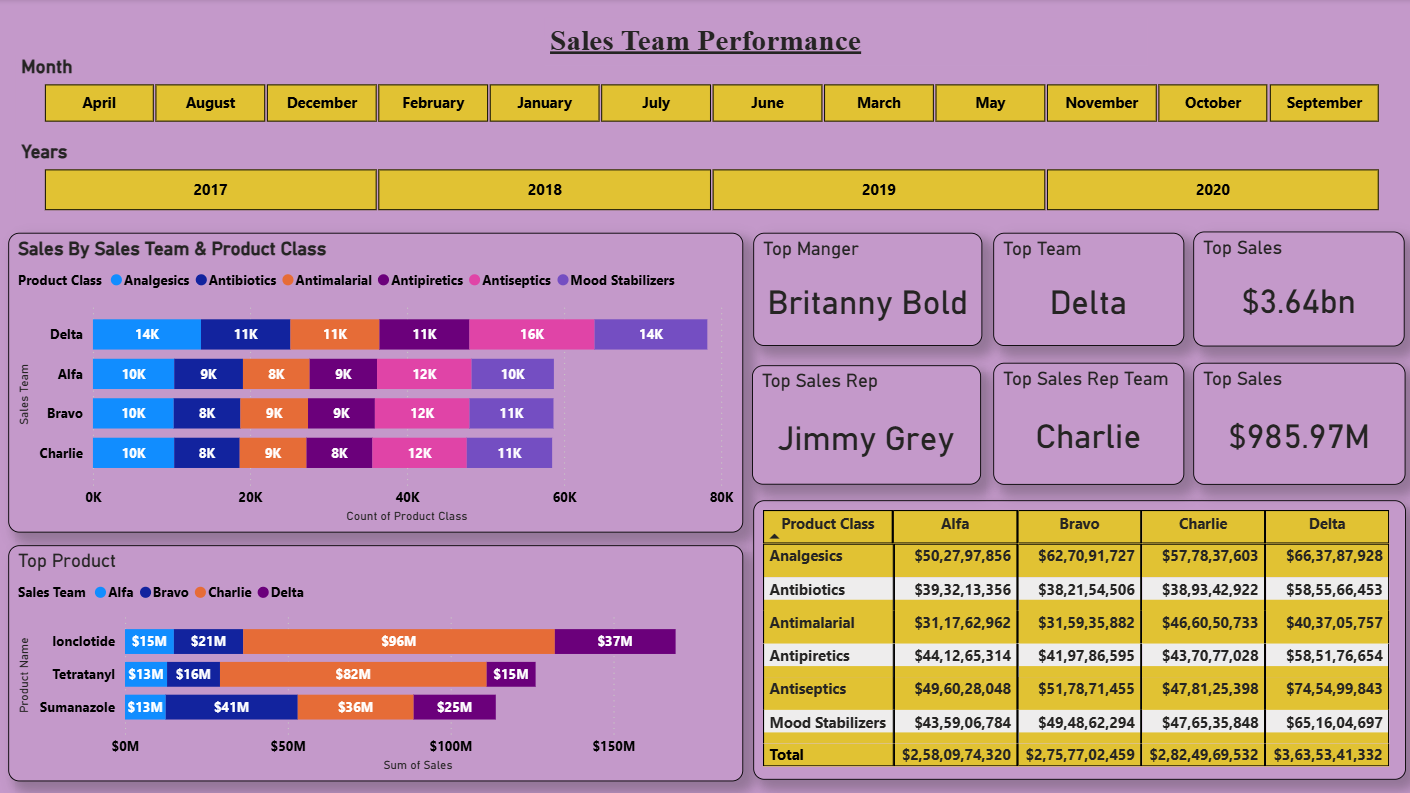 Sales Team Performance
Month
April August December February January July June March May November October September
Years
2017 2018 2019 2020
Sales By Sales Team & Product Class
Product Class Analgesics Antibiotics Antimalarial Antipiretics Antiseptics Mood Stabilizers
Sales Team
Delta 14K 11K 11K 11K 16K 14K
Alfa 10K 9K 8K 9K 12K 10K
Bravo 10K 8K 9K 9K 12K 11K
Charlie 10K 8K 9K 8K 12K 11K
0K 20K 40K 60K 80K
Count of Product Class
Top Manger
Britanny Bold
Top Team
Delta
Top Sales
$3.64bn
Top Sales Rep
Jimmy Grey
Top Sales Rep Team
Charlie
Top Sales
$985.97M
Top Product
Sales Team Alfa Bravo Charlie Delta
Product Name
Ionclotide $15M $21M $96M $37M
Tetratanyl $13M $16M $82M $15M
Sumanazole $13M $41M $36M $25M
$0M $50M $100M $150M
Sum of Sales
Product Class Alfa Bravo Charlie Delta
Analgesics $50,27,97,856 $62,70,91,727 $57,78,37,603 $66,37,87,928
Antibiotics $39,32,13,356 $38,21,54,506 $38,93,42,922 $58,55,66,453
Antimalarial $31,17,62,962 $31,59,35,882 $46,60,50,733 $40,37,05,757
Antipiretics $44,12,65,314 $41,97,86,595 $43,70,77,028 $58,51,76,654
Antiseptics $49,60,28,048 $51,78,71,455 $47,81,25,398 $74,54,99,843
Mood Stabilizers $43,59,06,784 $49,48,62,294 $47,65,35,848 $65,16,04,697
Total $2,58,09,74,320 $2,75,77,02,459 $2,82,49,69,532 $3,63,53,41,332